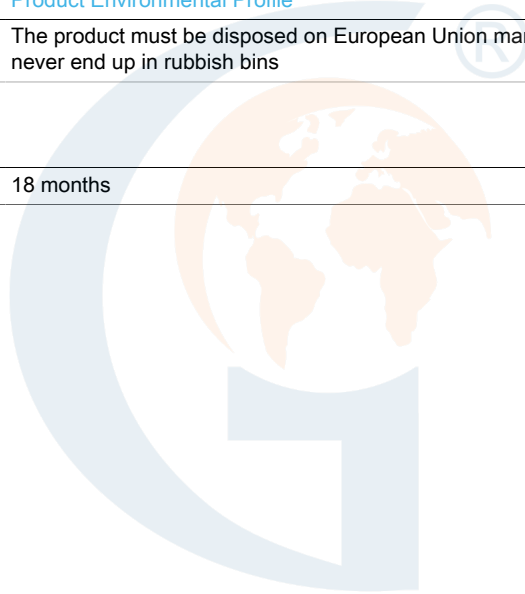 Product Environmental Profile
The product must be disposed on European Union
never end up in rubbish bins
18 months
®